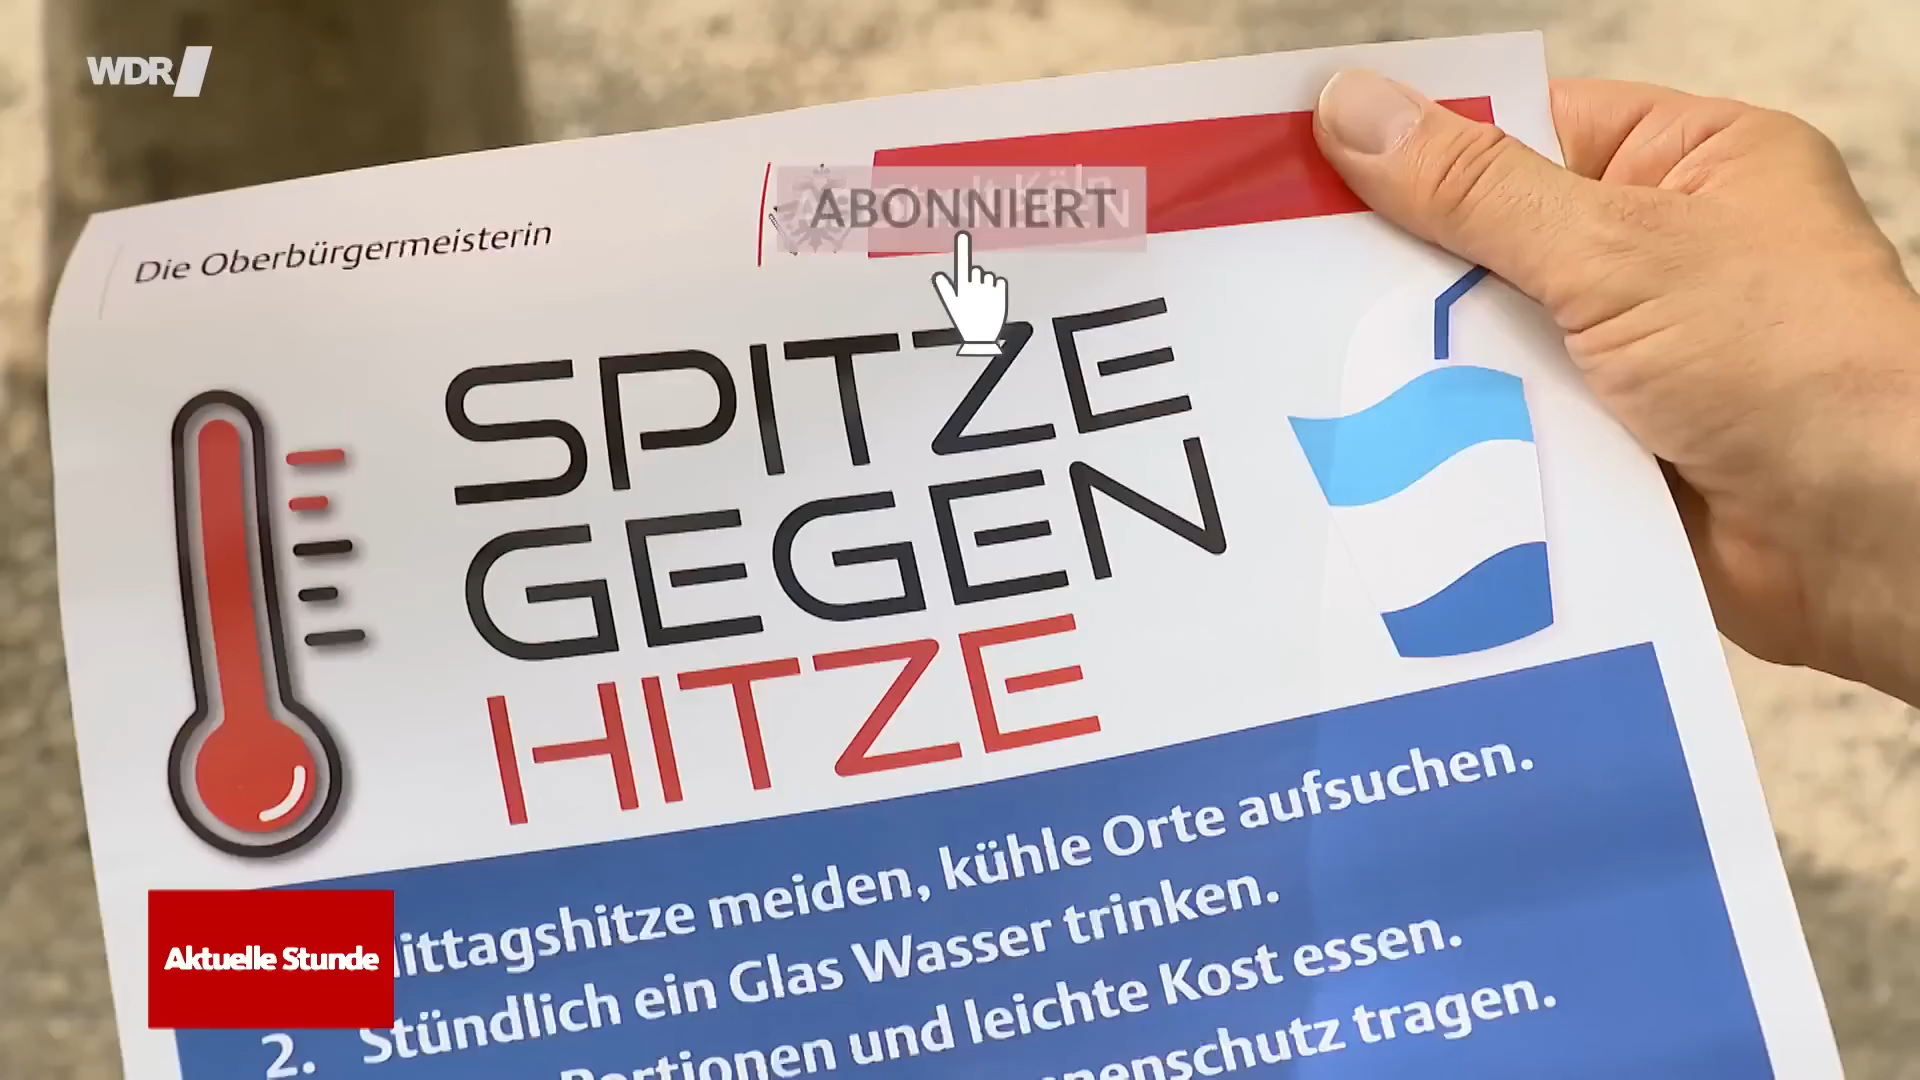 WDR
Die Oberbürgermeisterin
ABONNIERT
SPITZE
GEGEN
HITZE
ittagshitze meiden, kühle Orte aufsuchen.
2. Stündlich ein Glas Wasser trinken.
Portionen und leichte Kost essen.
nenschutz tragen.
Aktuelle Stunde